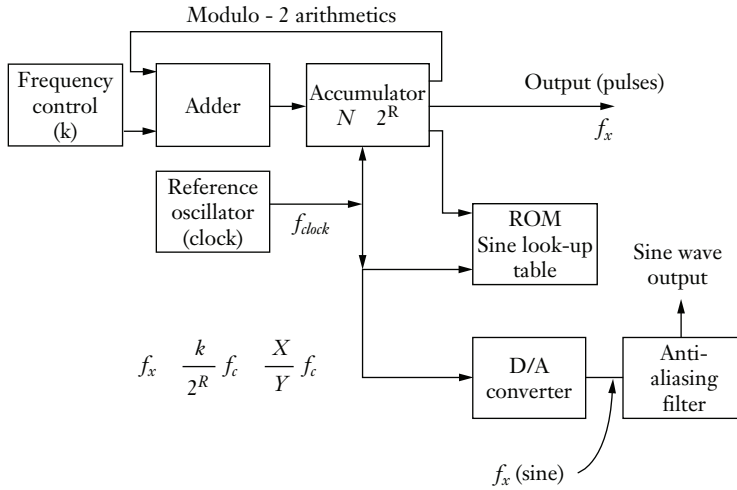 Modulo - 2 arithmetics
Frequency
control
(k)
Adder
Accumulator
N 2^R
Output (pulses)
f_x
Reference
oscillator
(clock)
f_clock
ROM
Sine look-up
table
Sine wave
output
f_x k/2^R f_c X/Y f_c
D/A
converter
Anti-
aliasing
filter
f_x (sine)